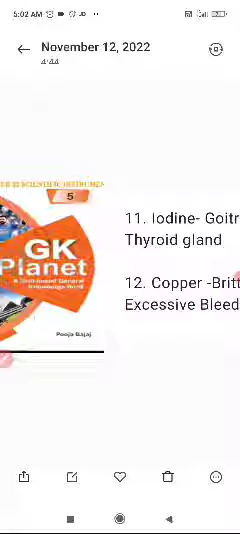 5:02 AM
November 12, 2022
4:44
5
GK
Planet
Pooja Bajaj
11. Iodine- Goitr
Thyroid gland
12. Copper -Britt
Excessive Bleed